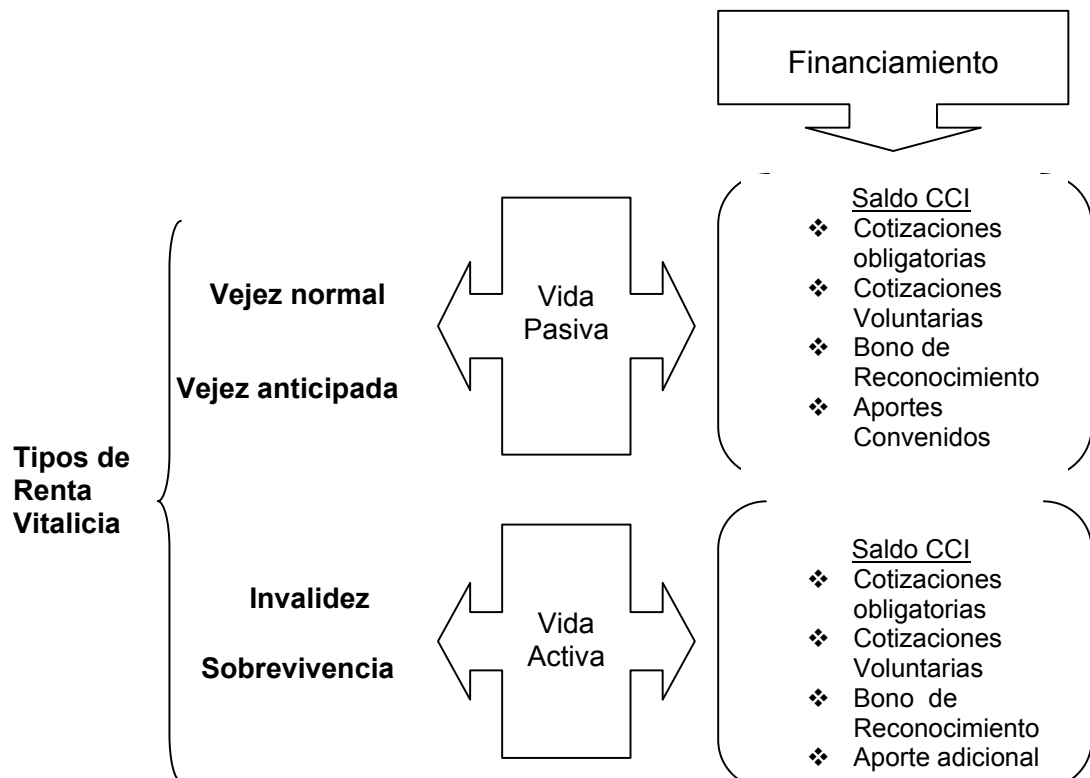 Financiamiento
Tipos de
Renta
Vitalicia
Vejez normal
Vejez anticipada
Vida
Pasiva
Saldo CCI
❖ Cotizaciones
obligatorias
❖ Cotizaciones
Voluntarias
❖ Bono de
Reconocimiento
❖ Aportes
Convenidos
Invalidez
Sobrevivencia
Vida
Activa
Saldo CCI
❖ Cotizaciones
obligatorias
❖ Cotizaciones
Voluntarias
❖ Bono de
Reconocimiento
❖ Aporte adicional